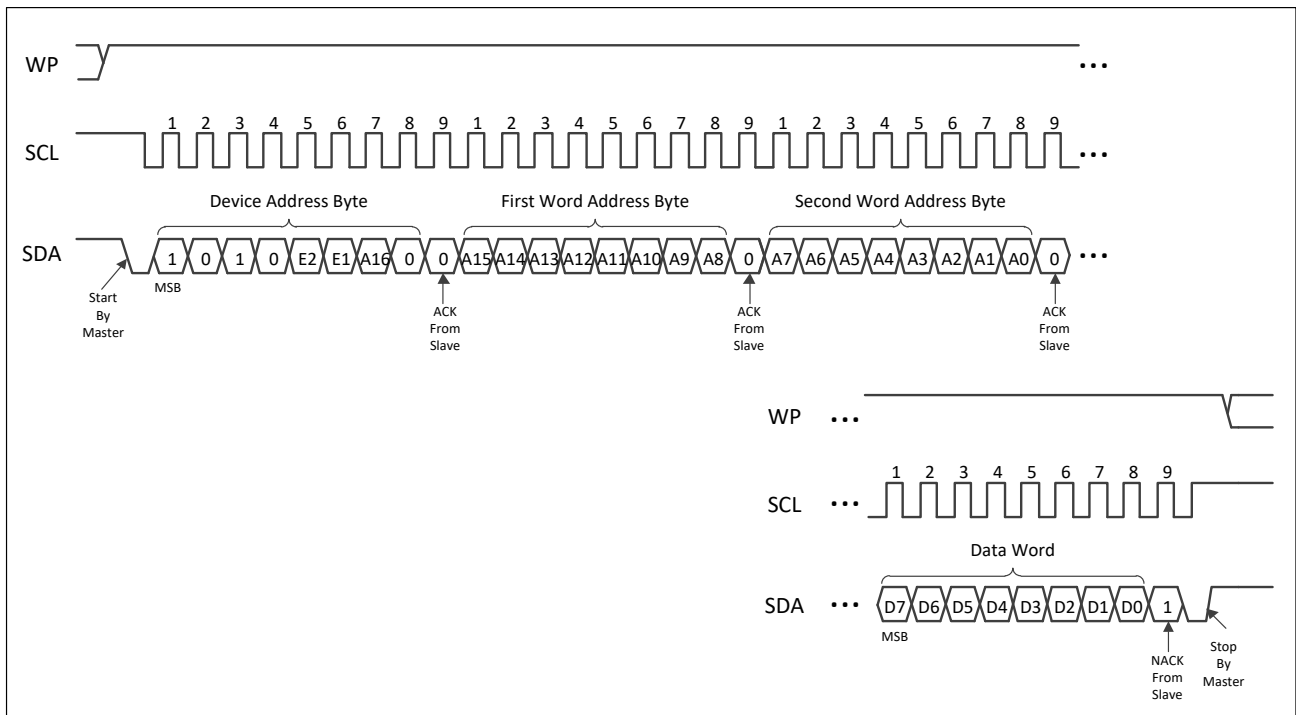 WP
...
1 2 3 4 5 6 7 8 9 1 2 3 4 5 6 7 8 9 1 2 3 4 5 6 7 8 9
SCL
...
Device Address Byte First Word Address Byte Second Word Address Byte
SDA
1 0 1 0 E2 E1 A16 0 0 A15 A14 A13 A12 A11 A10 A9 A8 0 A7 A6 A5 A4 A3 A2 A1 A0 0 ...
MSB
Start
By
Master
ACK
From
Slave
ACK
From
Slave
ACK
From
Slave
WP ...
1 2 3 4 5 6 7 8 9
SCL ...
Data Word
SDA ... D7 D6 D5 D4 D3 D2 D1 D0 1
MSB
NACK
From
Slave
Stop
By
Master